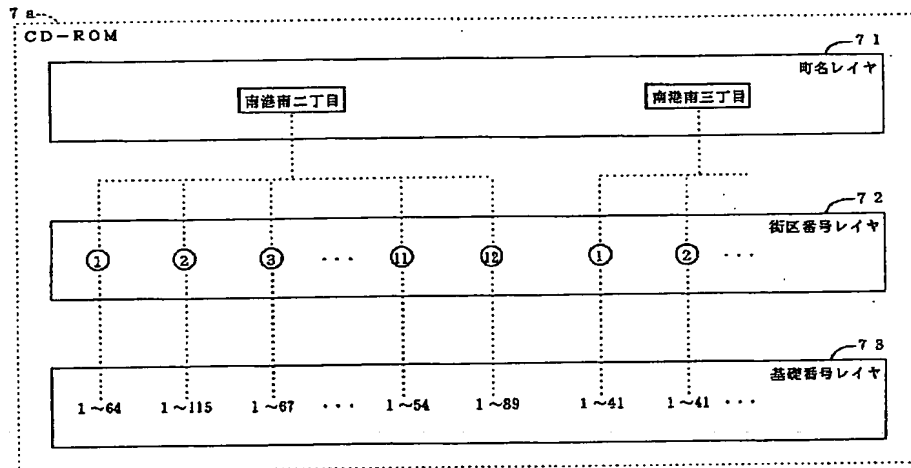 7a
CD-ROM
71
町名レイヤ
南港南二丁目 南港南三丁目
72
街区番号レイヤ
① ② ③ ・・・ ⑪ ⑫ ① ② ・・・
73
基礎番号レイヤ
1～64 1～115 1～67 ・・・ 1～54 1～89 1～41 1～41 ・・・